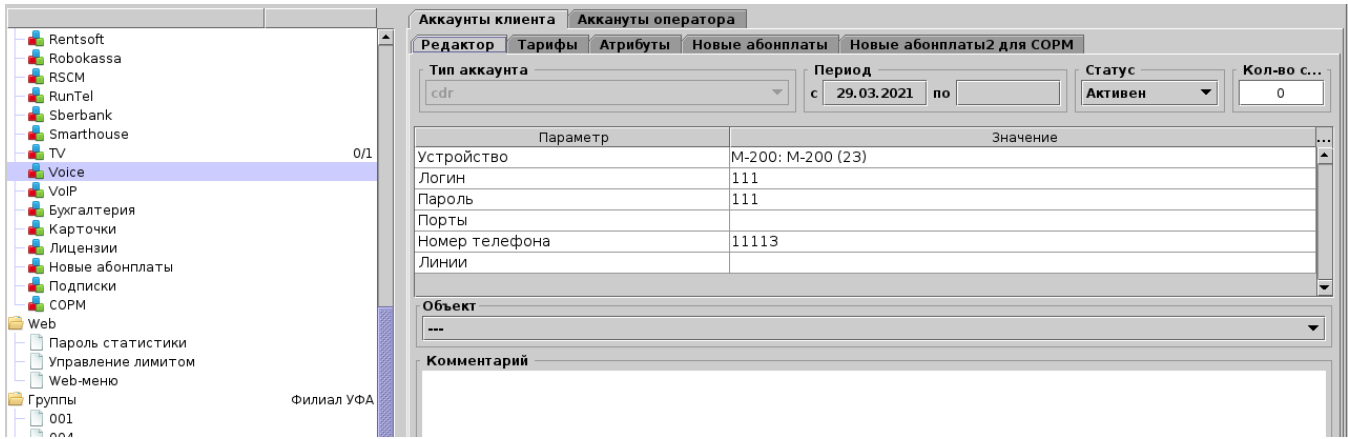 Rentsoft
Robokassa
RSCM
RunTel
Sberbank
Smarthouse
TV 0/1
Voice
VoIP
Бухгалтерия
Карточки
Лицензии
Новые абонплаты
Подписки
СОРМ
Web
Пароль статистики
Управление лимитом
Web-меню
Группы Филиал УФА
001
004
Аккаунты клиента Аккануты оператора
Редактор Тарифы Атрибуты Новые абонплаты Новые абонплаты2 для СОРМ
Тип аккаунта Период Статус Кол-во с...
cdr с 29.03.2021 по Активен 0
Параметр Значение ...
Устройство М-200: М-200 (23)
Логин 111
Пароль 111
Порты
Номер телефона 11113
Линии
Объект
---
Комментарий